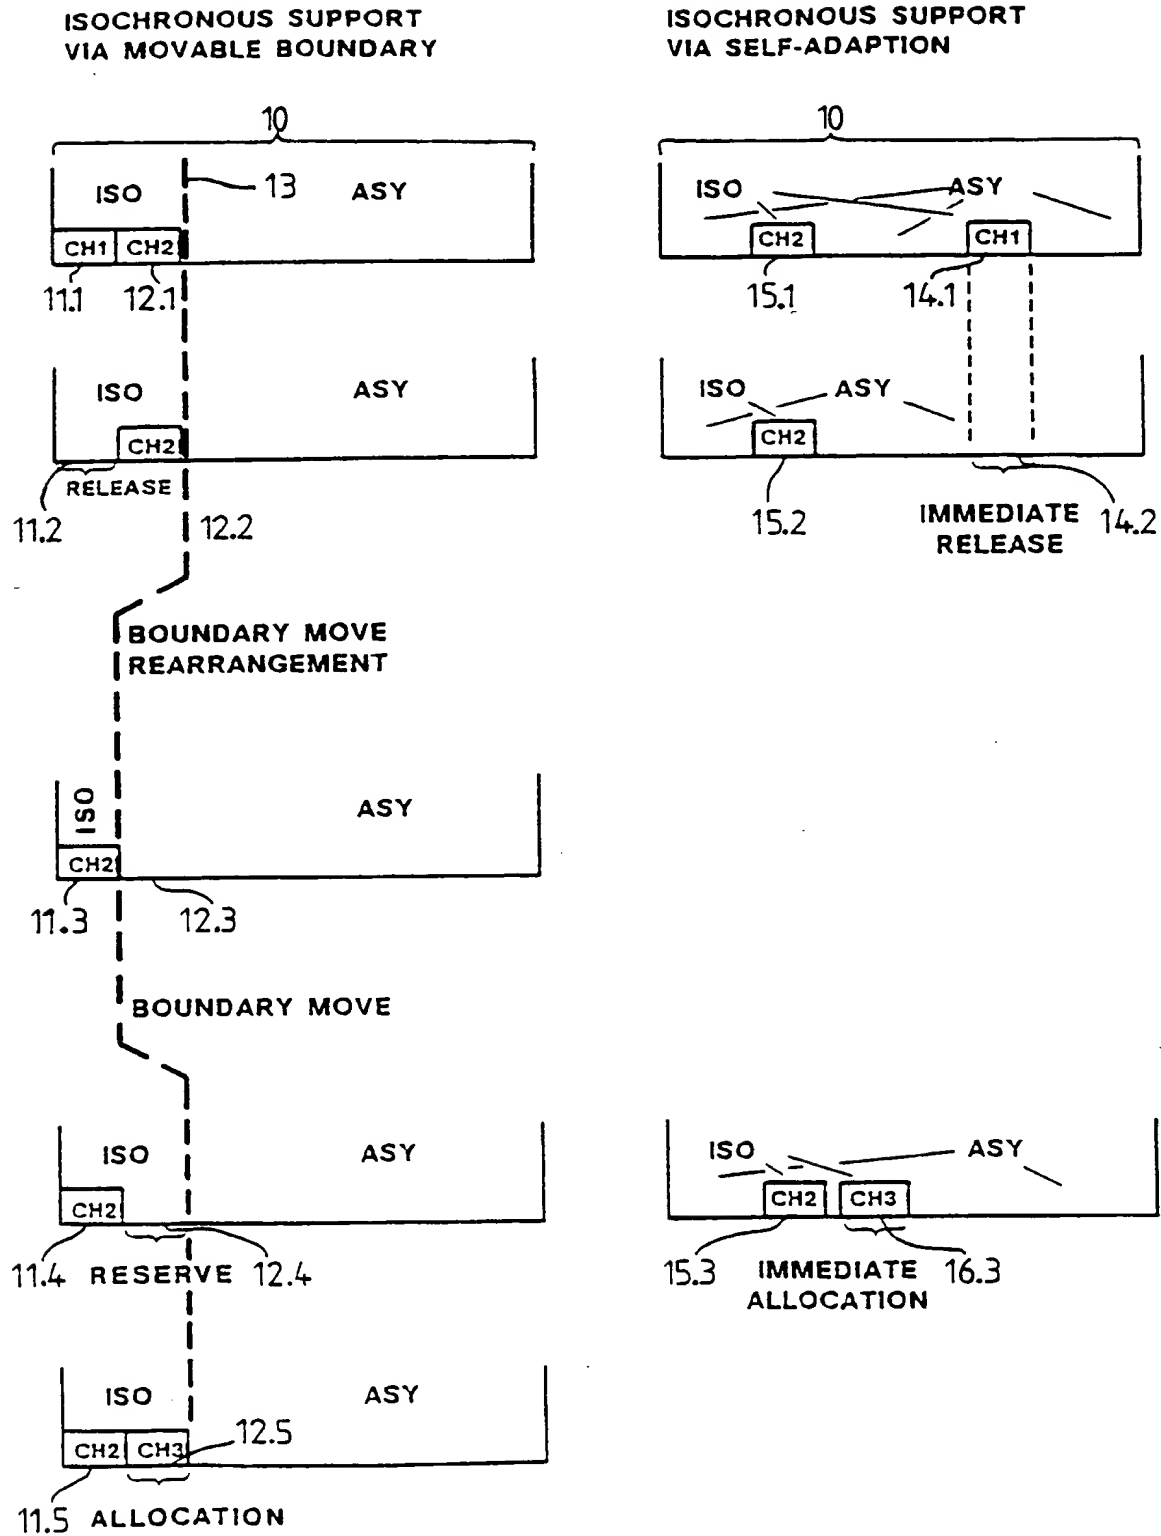 ISOCHRONOUS SUPPORT
VIA MOVABLE BOUNDARY
10
ISO
13
ASY
CH1 CH2
11.1 12.1
ISO
ASY
CH2
RELEASE
11.2
12.2
BOUNDARY MOVE
REARRANGEMENT
ISO
ASY
CH2
11.3
12.3
BOUNDARY MOVE
ISO
ASY
CH2
11.4 RESERVE 12.4
ISO
ASY
12.5
CH2 CH3
11.5 ALLOCATION
ISOCHRONOUS SUPPORT
VIA SELF-ADAPTION
10
ISO
ASY
CH2
CH1
15.1
14.1
ISO
ASY
CH2
15.2
IMMEDIATE 14.2
RELEASE
ISO
ASY
CH2 CH3
15.3 IMMEDIATE 16.3
ALLOCATION